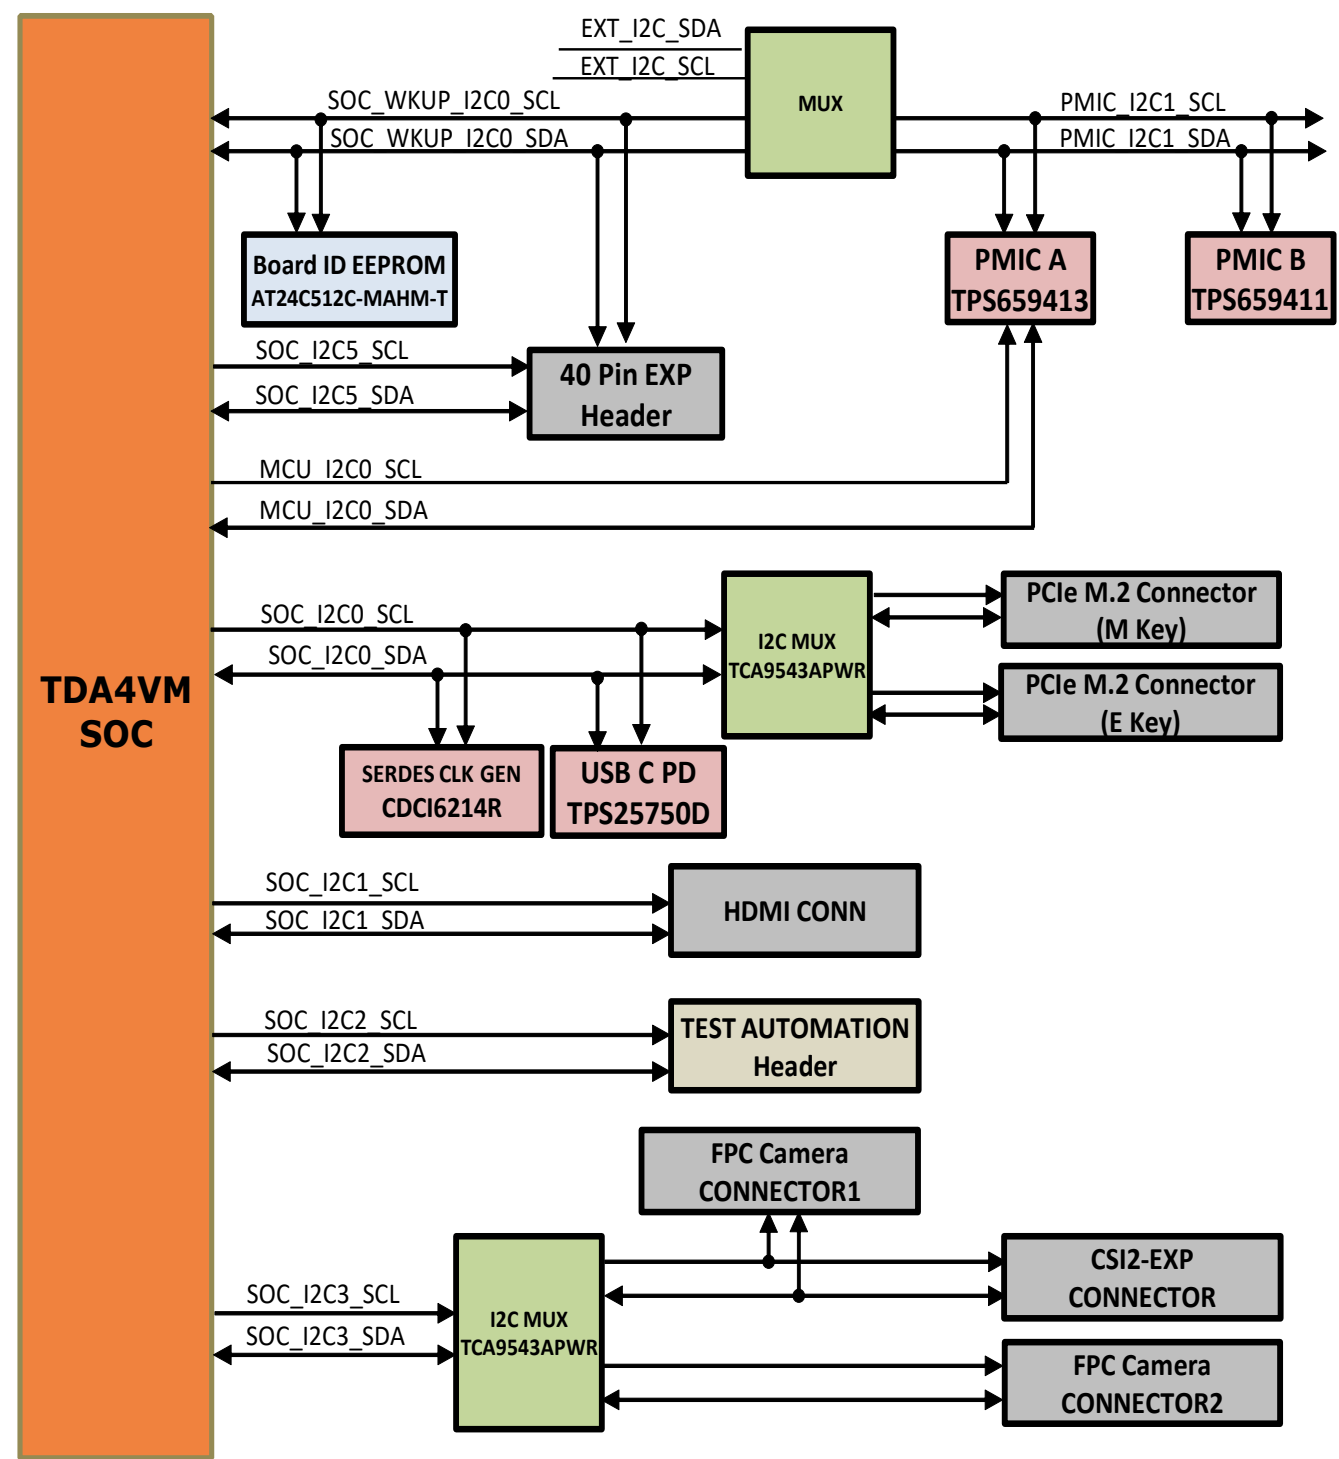 EXT_I2C_SDA
EXT_I2C_SCL
MUX
SOC_WKUP_I2C0_SCL
SOC_WKUP_I2C0_SDA
PMIC_I2C1_SCL
PMIC_I2C1_SDA
Board ID EEPROM
AT24C512C-MAHM-T
PMIC A
TPS659413
PMIC B
TPS659411
SOC_I2C5_SCL
SOC_I2C5_SDA
40 Pin EXP
Header
MCU_I2C0_SCL
MCU_I2C0_SDA
TDA4VM
SOC
SOC_I2C0_SCL
SOC_I2C0_SDA
I2C MUX
TCA9543APWR
PCIe M.2 Connector
(M Key)
PCIe M.2 Connector
(E Key)
SERDES CLK GEN
CDCI6214R
USB C PD
TPS25750D
SOC_I2C1_SCL
SOC_I2C1_SDA
HDMI CONN
SOC_I2C2_SCL
SOC_I2C2_SDA
TEST AUTOMATION
Header
FPC Camera
CONNECTOR1
SOC_I2C3_SCL
SOC_I2C3_SDA
I2C MUX
TCA9543APWR
CSI2-EXP
CONNECTOR
FPC Camera
CONNECTOR2